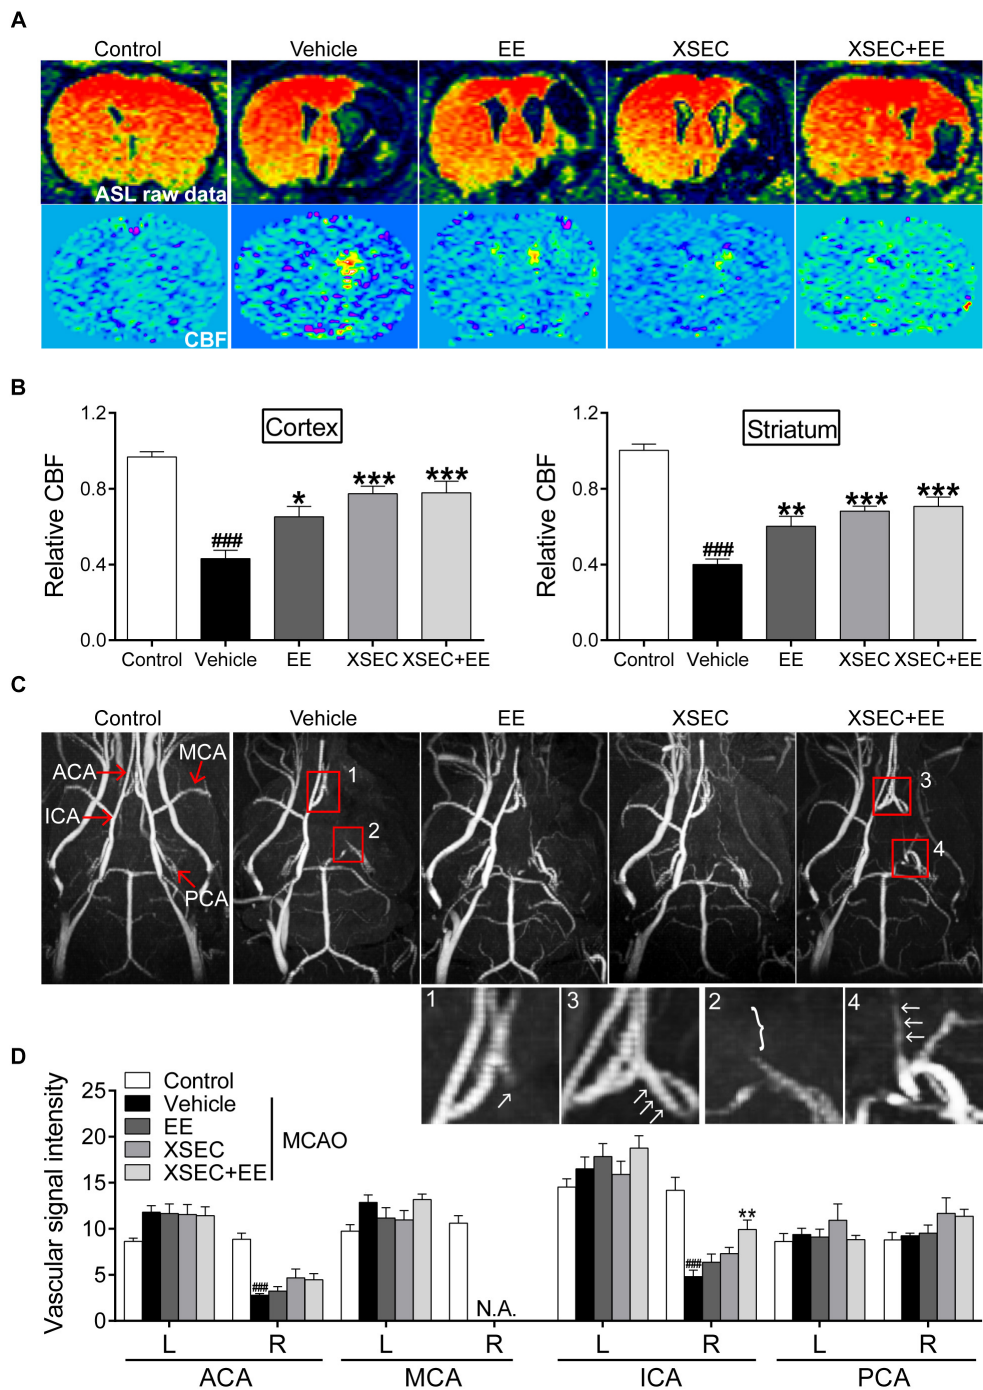 A
Control Vehicle EE XSEC XSEC+EE
ASL raw data
CBF
B
Relative CBF
1.2
0.8
0.4
0.0
Cortex
###
*
***
***
Control Vehicle EE XSEC XSEC+EE
Relative CBF
1.2
0.8
0.4
0.0
Striatum
###
**
***
***
Control Vehicle EE XSEC XSEC+EE
C
Control Vehicle EE XSEC XSEC+EE
MCA
ACA
ICA
PCA
1
2
3
4
1
3
2
4
D
Vascular signal intensity
25
20
15
10
5
0
Control
Vehicle
EE
XSEC
XSEC+EE
MCAO
###
N.A.
###
**
L R L R L R L R
ACA MCA ICA PCA